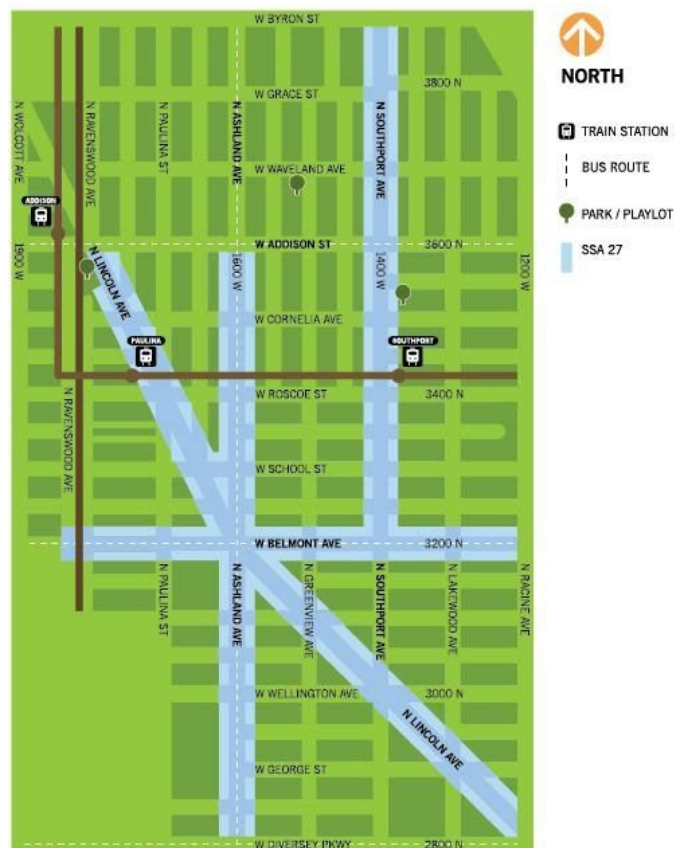 W BYRON ST
3800 N
W GRACE ST
N WOLCOTT AVE
N RAVENSWOOD AVE
N PAULINA ST
N ASHLAND AVE
N SOUTHPORT AVE
W WAVELAND AVE
ADDISON
1900 W
W ADDISON ST
3600 N
N LINCOLN AVE
1600 W
1400 W
1200 W
W CORNELIA AVE
PAULINA
SOUTHPORT
W ROSCOE ST
3400 N
N RAVENSWOOD AVE
W SCHOOL ST
W BELMONT AVE
3200 N
N PAULINA ST
N ASHLAND AVE
N GREENVIEW AVE
N SOUTHPORT AVE
N LAKEWOOD AVE
N RACINE AVE
W WELLINGTON AVE
3000 N
N LINCOLN AVE
W GEORGE ST
W DIVERSEY PKWY
2800 N
NORTH
TRAIN STATION
BUS ROUTE
PARK / PLAYLOT
SSA 27